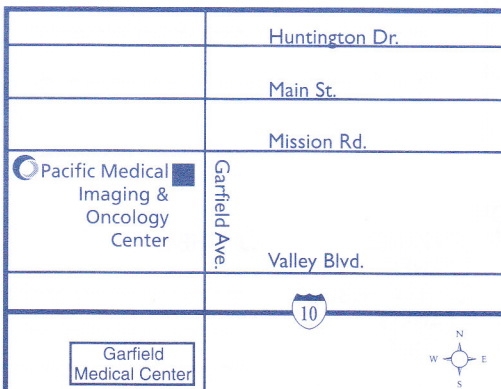 Huntington Dr.
Main St.
Mission Rd.
Pacific Medical
Imaging &
Oncology
Center
Garfield Ave.
Valley Blvd.
10
Garfield
Medical Center
N
W E
S